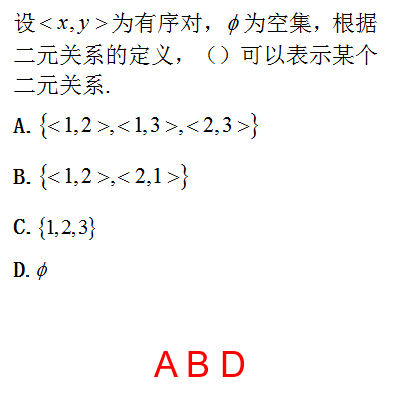 设<x,y>为有序对，ϕ为空集，根据
二元关系的定义，（）可以表示某个
二元关系.
A. {<1,2>,<1,3>,<2,3>}
B. {<1,2>,<2,1>}
C. {1,2,3}
D. ϕ
A B D